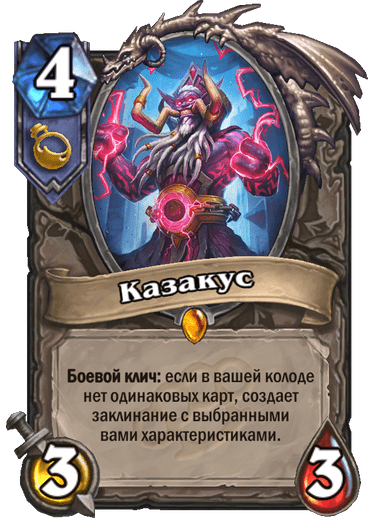 4
Казакус
Боевой клич: если в вашей колоде
нет одинаковых карт, создает
заклинание с выбранными
вами характеристиками.
3
3